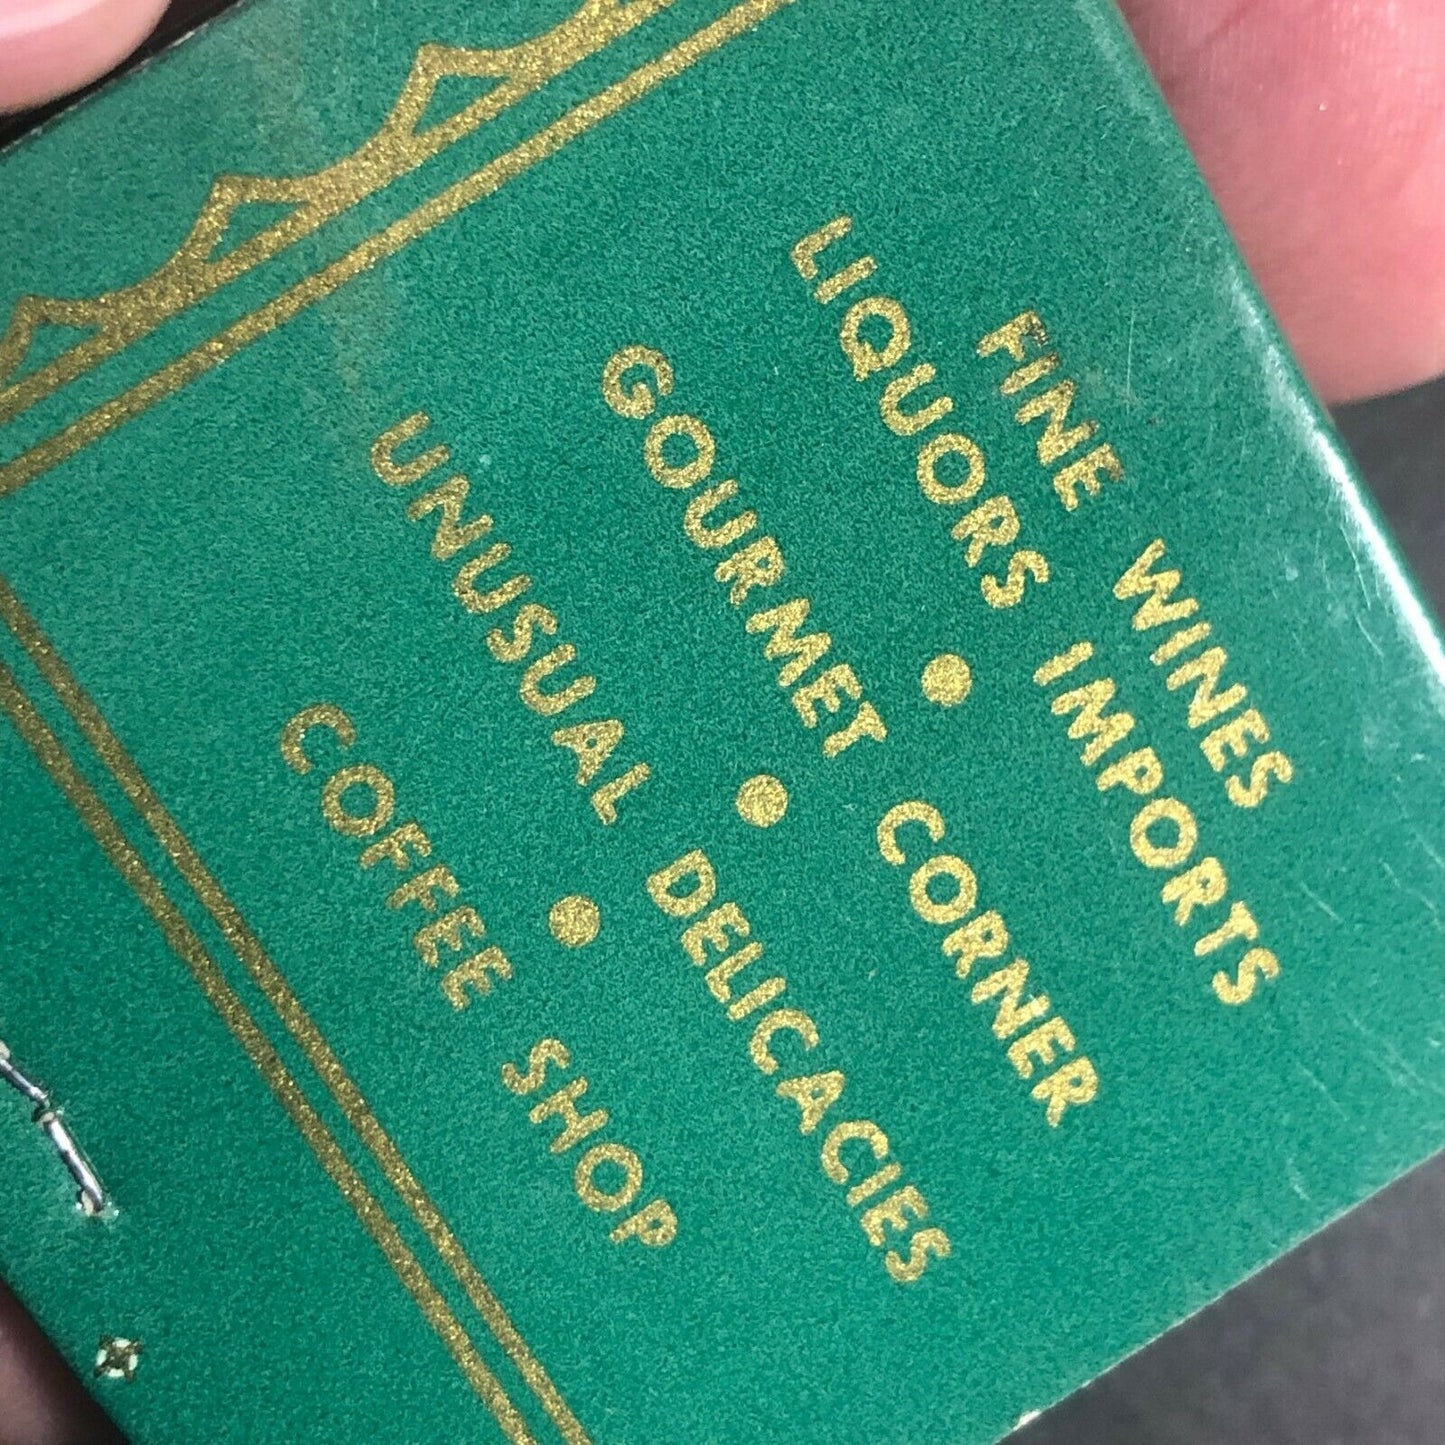 FINE WINES
LIQUORS IMPORTS
•
GOURMET CORNER
•
UNUSUAL DELICACIES
•
COFFEE SHOP